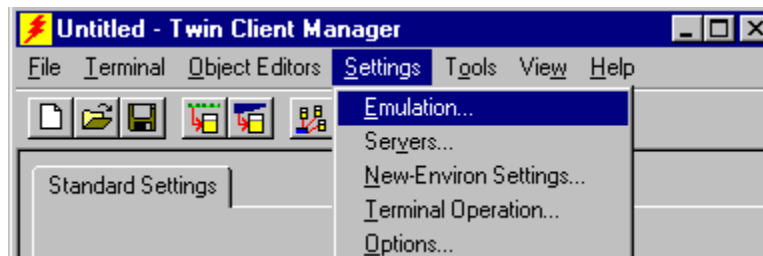 Untitled - Twin Client Manager
File Terminal Object Editors Settings Tools View Help
Emulation...
Servers...
New-Environ Settings...
Standard Settings
Terminal Operation...
Options...